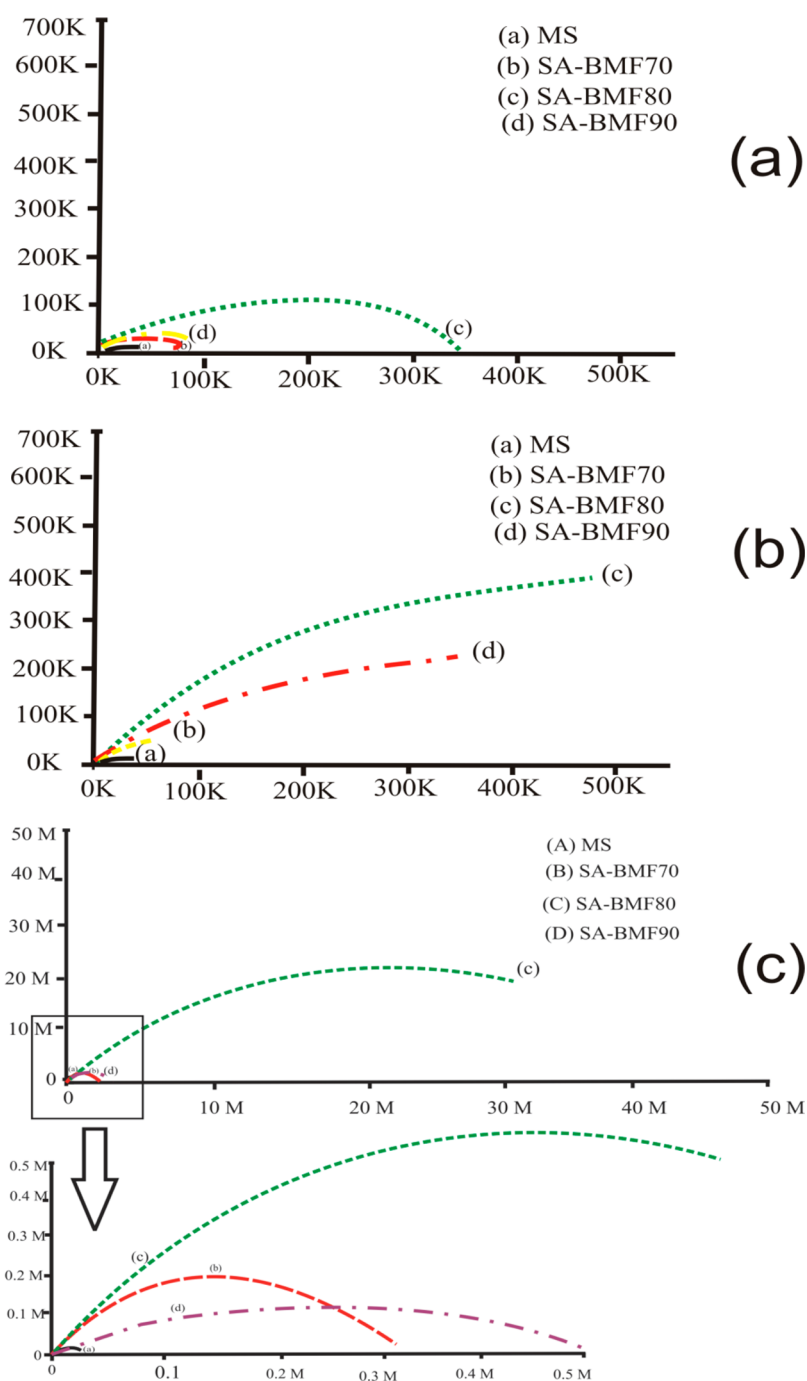 700K
600K
500K
400K
300K
200K
100K
0K
0K 100K 200K 300K 400K 500K
(a) MS
(b) SA-BMF70
(c) SA-BMF80
(d) SA-BMF90
(a)
(d)
(c)
(a) (b)
700K
600K
500K
400K
300K
200K
100K
0K
0K 100K 200K 300K 400K 500K
(a) MS
(b) SA-BMF70
(c) SA-BMF80
(d) SA-BMF90
(b)
(c)
(d)
(b)
(a)
50 M
40 M
30 M
20 M
10 M
0
0 10 M 20 M 30 M 40 M 50 M
(A) MS
(B) SA-BMF70
(C) SA-BMF80
(D) SA-BMF90
(c)
(c)
(a) (b) (d)
0.5 M
0.4 M
0.3 M
0.2 M
0.1 M
0
0 0.1 0.2 M 0.3 M 0.4 0.5 M
(c)
(b)
(d)
(a)